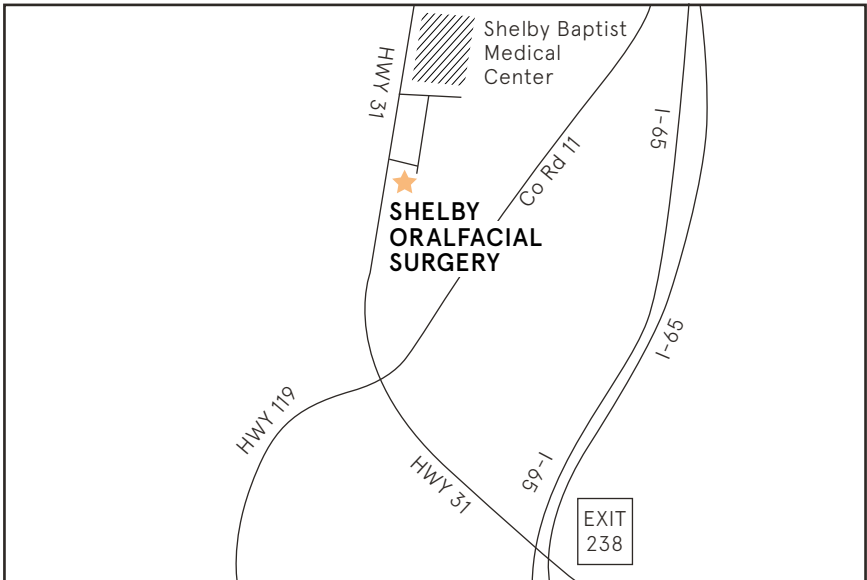 Shelby Baptist
Medical
Center
HWY 31
I-65
Co Rd 11
SHELBY
ORALFACIAL
SURGERY
I-65
HWY 119
HWY 31
I-65
EXIT
238